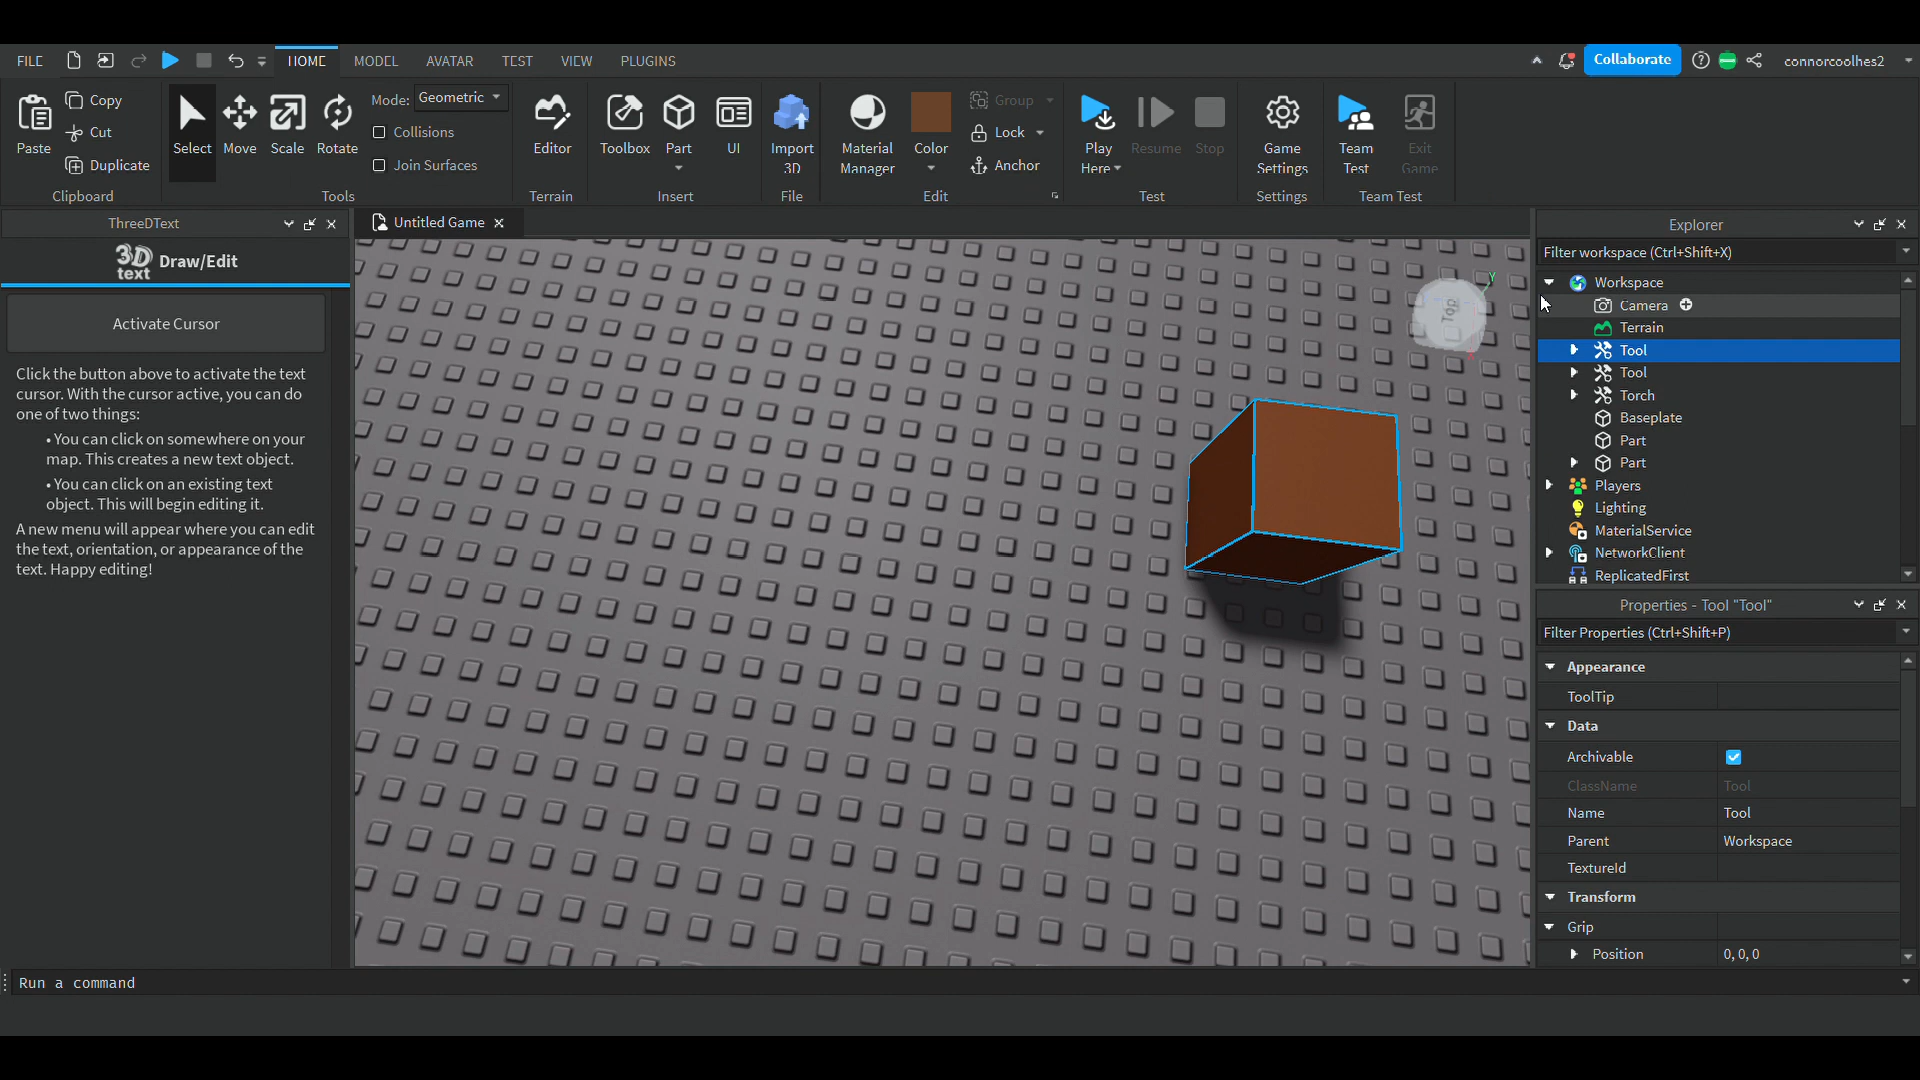 FILE
HOME
MODEL
AVATAR
TEST
VIEW
PLUGINS
Collaborate
connorcoolhes2
Paste
Copy
Cut
Duplicate
Clipboard
Select
Move
Scale
Rotate
Mode: Geometric
Collisions
Join Surfaces
Tools
Editor
Terrain
Toolbox
Part
UI
Insert
Import
3D
File
Material
Manager
Color
Group
Lock
Anchor
Edit
Play
Here
Resume
Stop
Test
Game
Settings
Settings
Team
Test
Exit
Game
Team Test
ThreeDText
3D
text
Draw/Edit
Activate Cursor
Click the button above to activate the text
cursor. With the cursor active, you can do
one of two things:
• You can click on somewhere on your
map. This creates a new text object.
• You can click on an existing text
object. This will begin editing it.
A new menu will appear where you can edit
the text, orientation, or appearance of the
text. Happy editing!
Untitled Game
Top
Y
X
Explorer
Filter workspace (Ctrl+Shift+X)
Workspace
Camera
Terrain
Tool
Tool
Torch
Baseplate
Part
Part
Players
Lighting
MaterialService
NetworkClient
ReplicatedFirst
Properties - Tool "Tool"
Filter Properties (Ctrl+Shift+P)
Appearance
ToolTip
Data
Archivable
ClassName Tool
Name Tool
Parent Workspace
TextureId
Transform
Grip
Position 0, 0, 0
Run a command